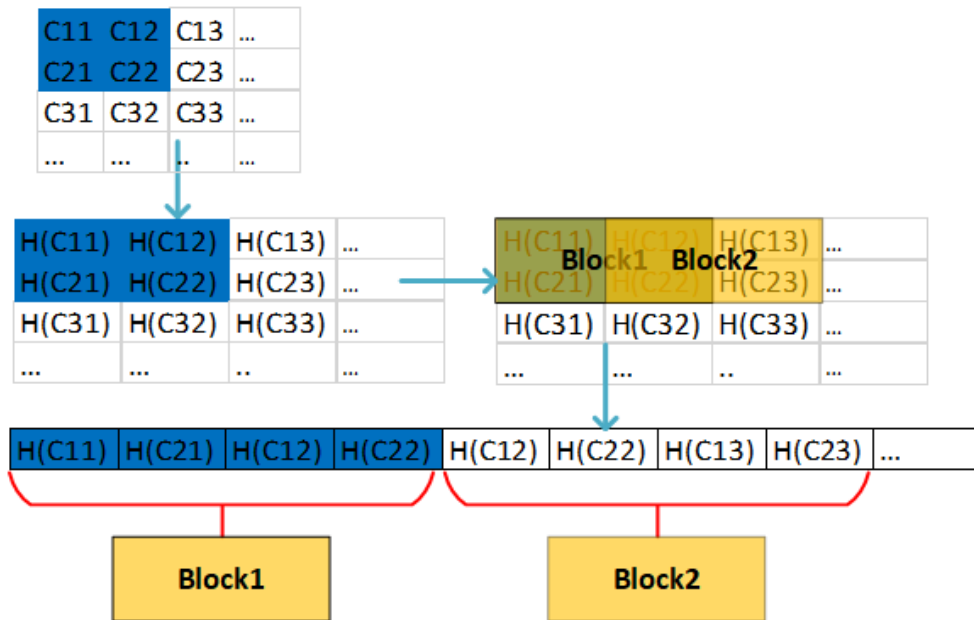 C11 C12 C13 ...
C21 C22 C23 ...
C31 C32 C33 ...
... ... .. ...
H(C11) H(C12) H(C13) ...
H(C21) H(C22) H(C23) ...
H(C31) H(C32) H(C33) ...
... ... .. ...
H(C11) H(C12) H(C13) ...
Block1 Block2
H(C21) H(C22) H(C23) ...
H(C31) H(C32) H(C33) ...
... ... .. ...
H(C11) H(C21) H(C12) H(C22) H(C12) H(C22) H(C13) H(C23) ...
Block1 Block2